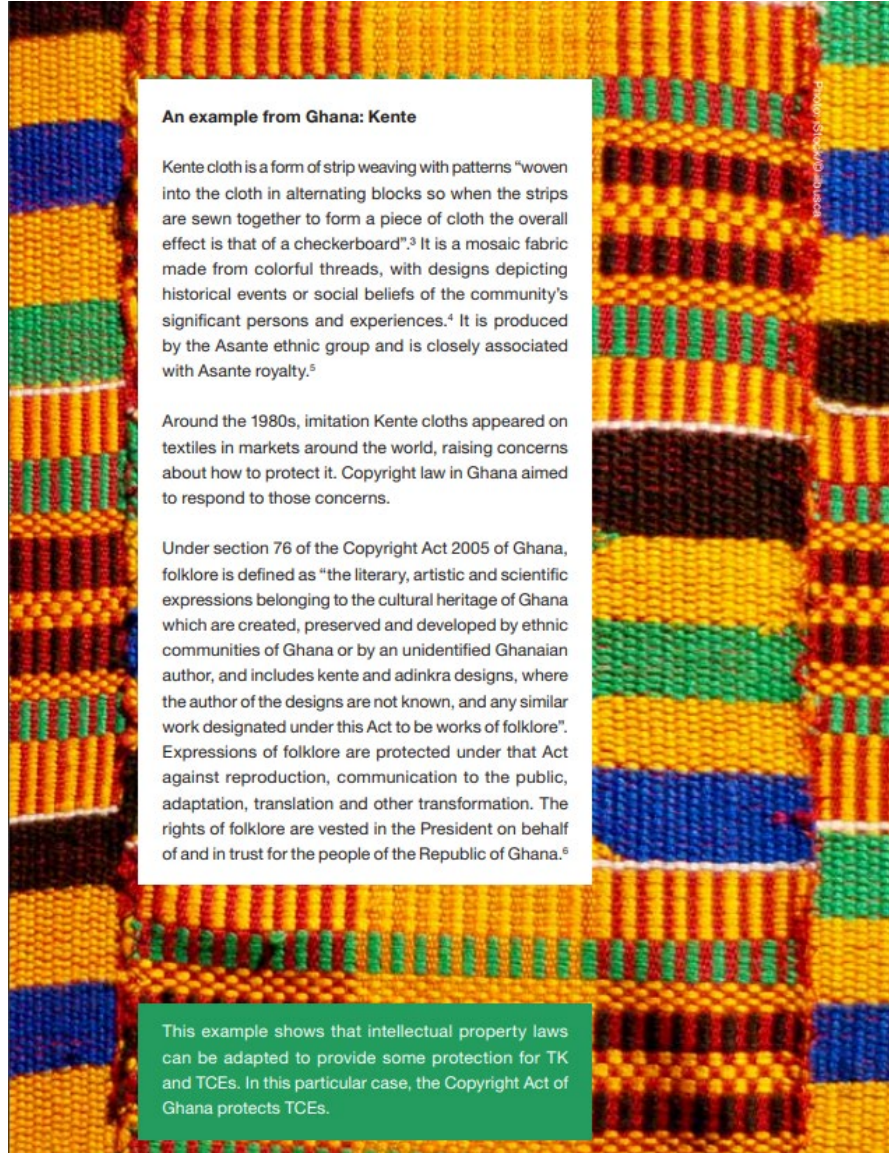 An example from Ghana: Kente
Kente cloth is a form of strip weaving with patterns “woven
into the cloth in alternating blocks so when the strips
are sewn together to form a piece of cloth the overall
effect is that of a checkerboard”.³ It is a mosaic fabric
made from colorful threads, with designs depicting
historical events or social beliefs of the community’s
significant persons and experiences.⁴ It is produced
by the Asante ethnic group and is closely associated
with Asante royalty.⁵
Around the 1980s, imitation Kente cloths appeared on
textiles in markets around the world, raising concerns
about how to protect it. Copyright law in Ghana aimed
to respond to those concerns.
Under section 76 of the Copyright Act 2005 of Ghana,
folklore is defined as “the literary, artistic and scientific
expressions belonging to the cultural heritage of Ghana
which are created, preserved and developed by ethnic
communities of Ghana or by an unidentified Ghanaian
author, and includes kente and adinkra designs, where
the author of the designs are not known, and any similar
work designated under this Act to be works of folklore”.
Expressions of folklore are protected under that Act
against reproduction, communication to the public,
adaptation, translation and other transformation. The
rights of folklore are vested in the President on behalf
of and in trust for the people of the Republic of Ghana.⁶
This example shows that intellectual property laws
can be adapted to provide some protection for TK
and TCEs. In this particular case, the Copyright Act of
Ghana protects TCEs.
Photo: iStock/©